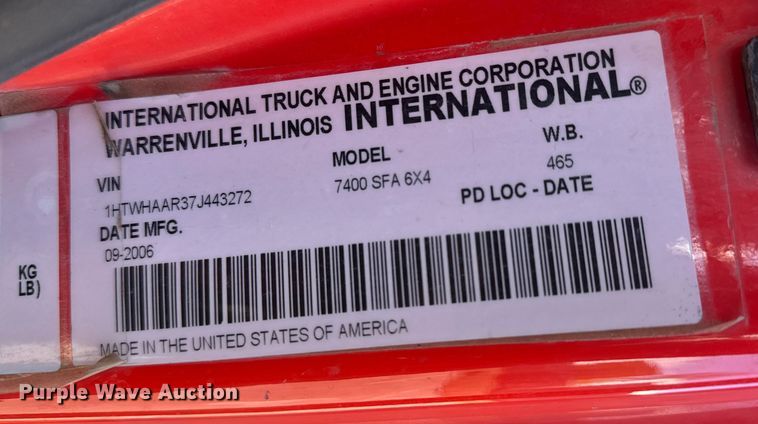 INTERNATIONAL TRUCK AND ENGINE CORPORATION
WARRENVILLE, ILLINOIS INTERNATIONAL®
VIN MODEL W.B.
1HTWHAAR37J443272 7400 SFA 6X4 465
DATE MFG. PD LOC - DATE
09-2006
MADE IN THE UNITED STATES OF AMERICA
KG
LB)
Purple Wave Auction